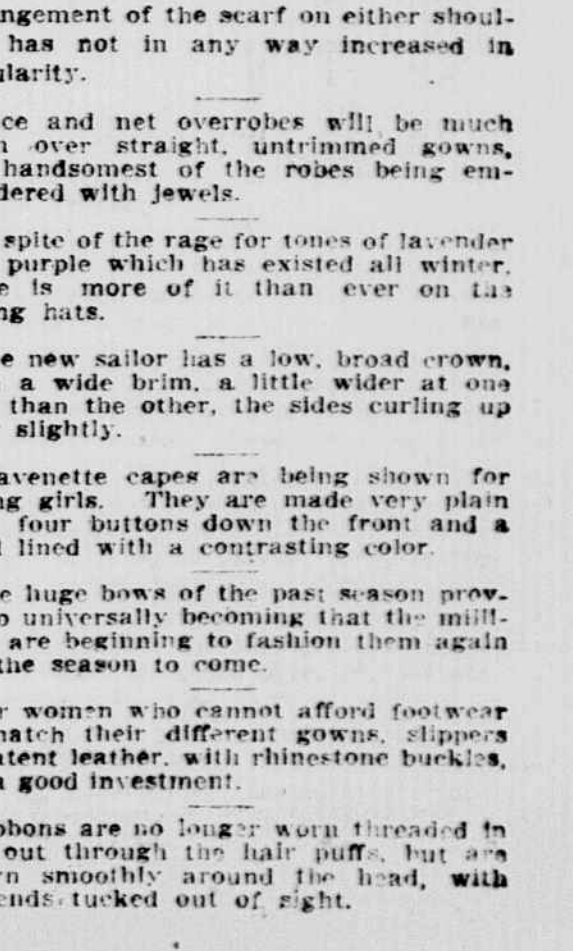 ngement of the scarf on either shoul-
has not in any way increased in
ularity.
ce and net overrobes will be much
n over straight, untrimmed gowns,
handsomest of the robes being em-
dered with jewels.
spite of the rage for tones of lavender
purple which has existed all winter,
e is more of it than ever on the
ng hats.
e new sailor has a low, broad crown,
a wide brim, a little wider at one
than the other, the sides curling up
slightly.
avenette capes are being shown for
ng girls. They are made very plain
four buttons down the front and a
d lined with a contrasting color.
e huge bows of the past season prov-
o universally becoming that the milli-
are beginning to fashion them again
the season to come.
r women who cannot afford footwear
match their different gowns, slippers
atent leather, with rhinestone buckles,
a good investment.
bbons are no longer worn threaded in
out through the hair puffs, but are
rn smoothly around the head, with
ends tucked out of sight.